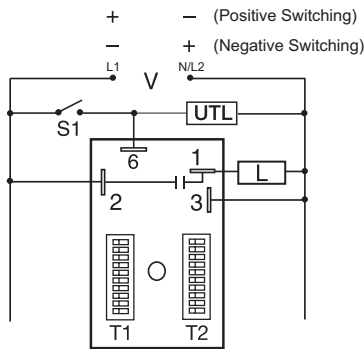 + − (Positive Switching)
− + (Negative Switching)
L1 V N/L2
S1 UTL
6 1
L
2 3
T1 T2